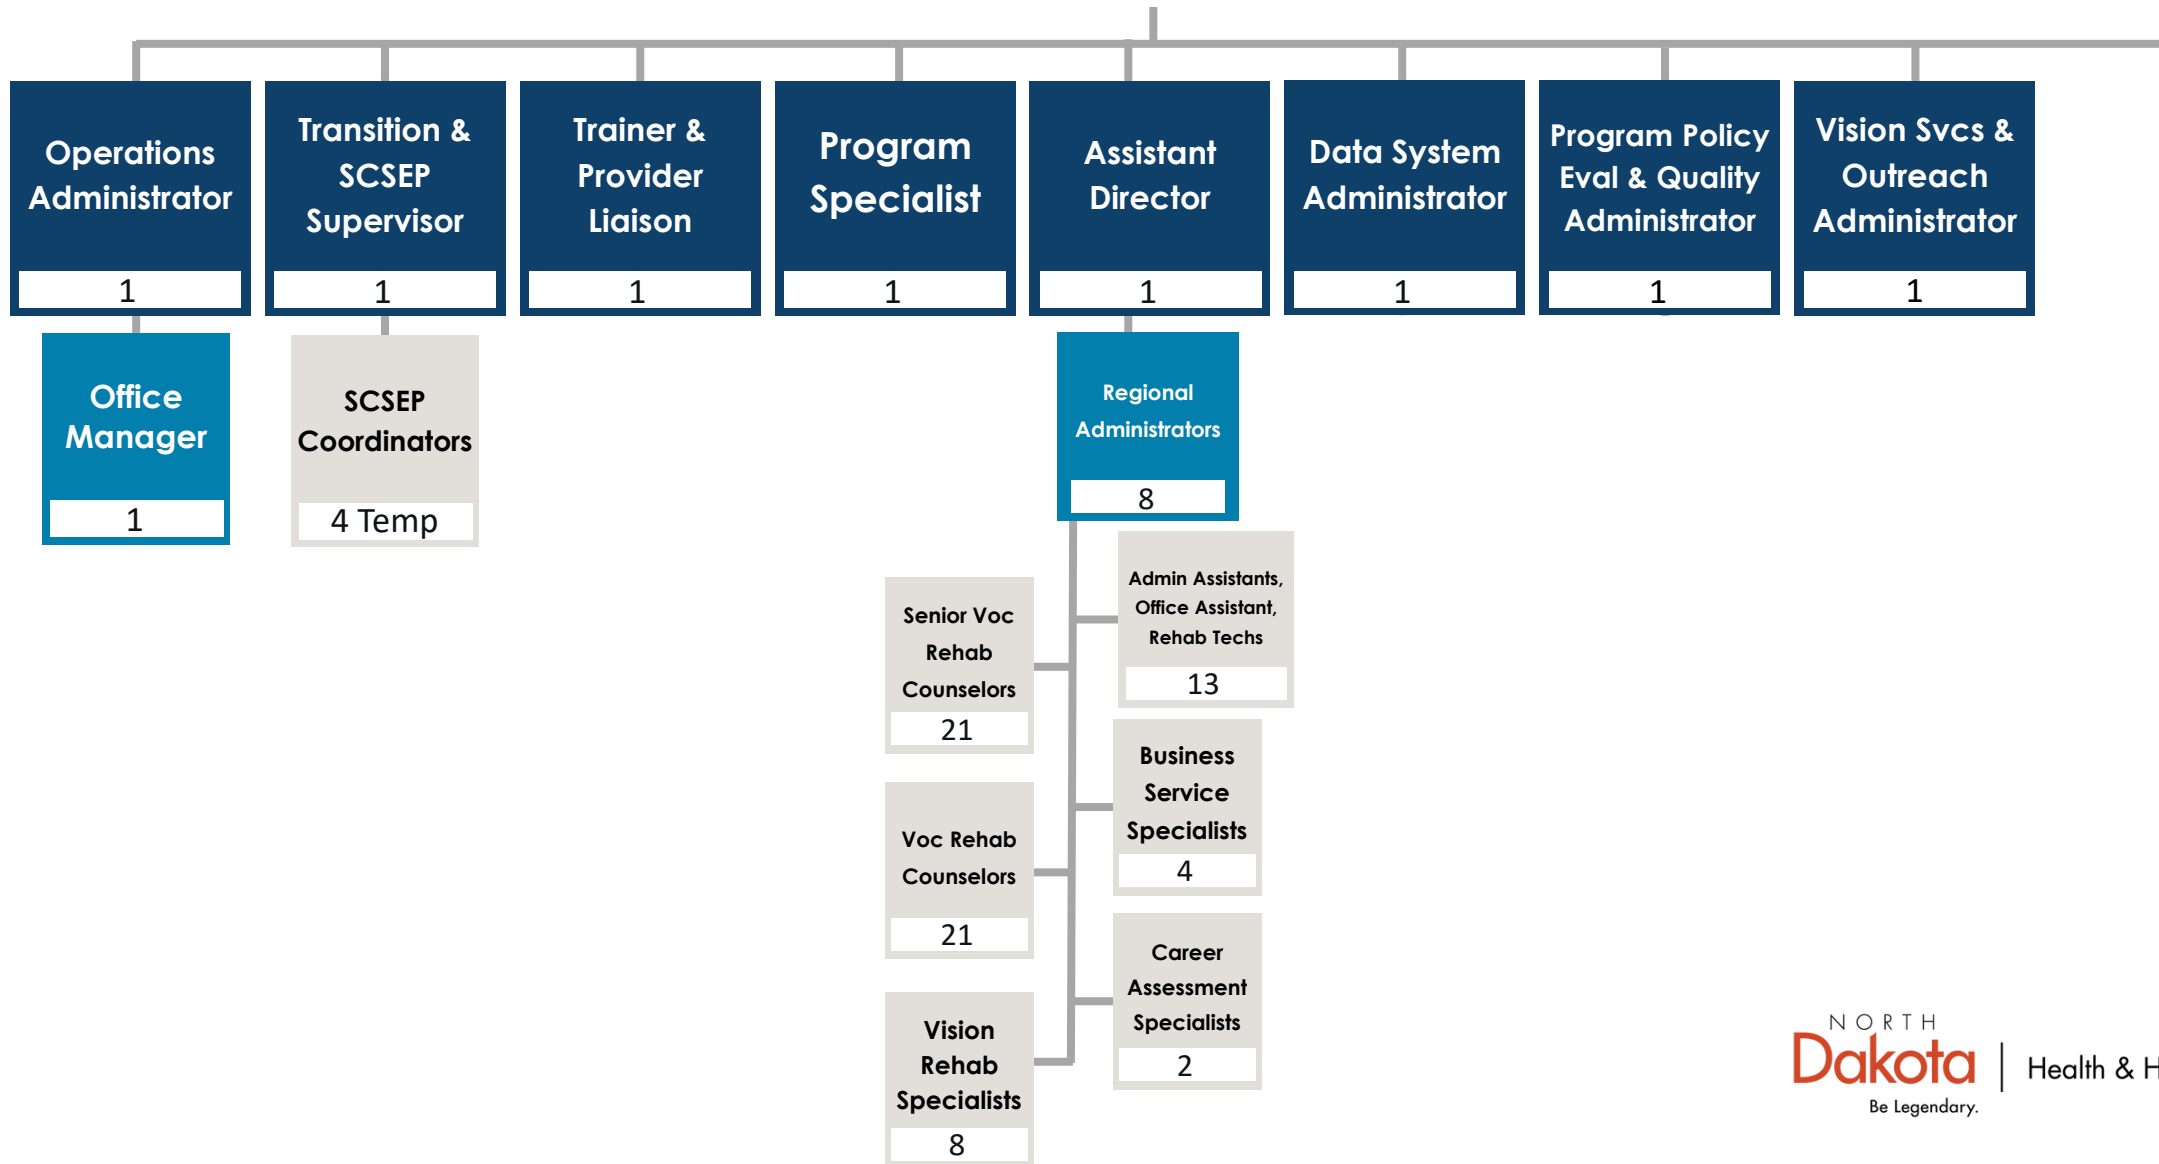 Operations
Administrator
1
Transition &
SCSEP
Supervisor
1
Trainer &
Provider
Liaison
1
Program
Specialist
1
Assistant
Director
1
Data System
Administrator
1
Program Policy
Eval & Quality
Administrator
1
Vision Svcs &
Outreach
Administrator
1
Office
Manager
1
SCSEP
Coordinators
4 Temp
Regional
Administrators
8
Senior Voc
Rehab
Counselors
21
Admin Assistants,
Office Assistant,
Rehab Techs
13
Voc Rehab
Counselors
21
Business
Service
Specialists
4
Vision
Rehab
Specialists
8
Career
Assessment
Specialists
2
NORTH
Dakota
Be Legendary.
Health & H